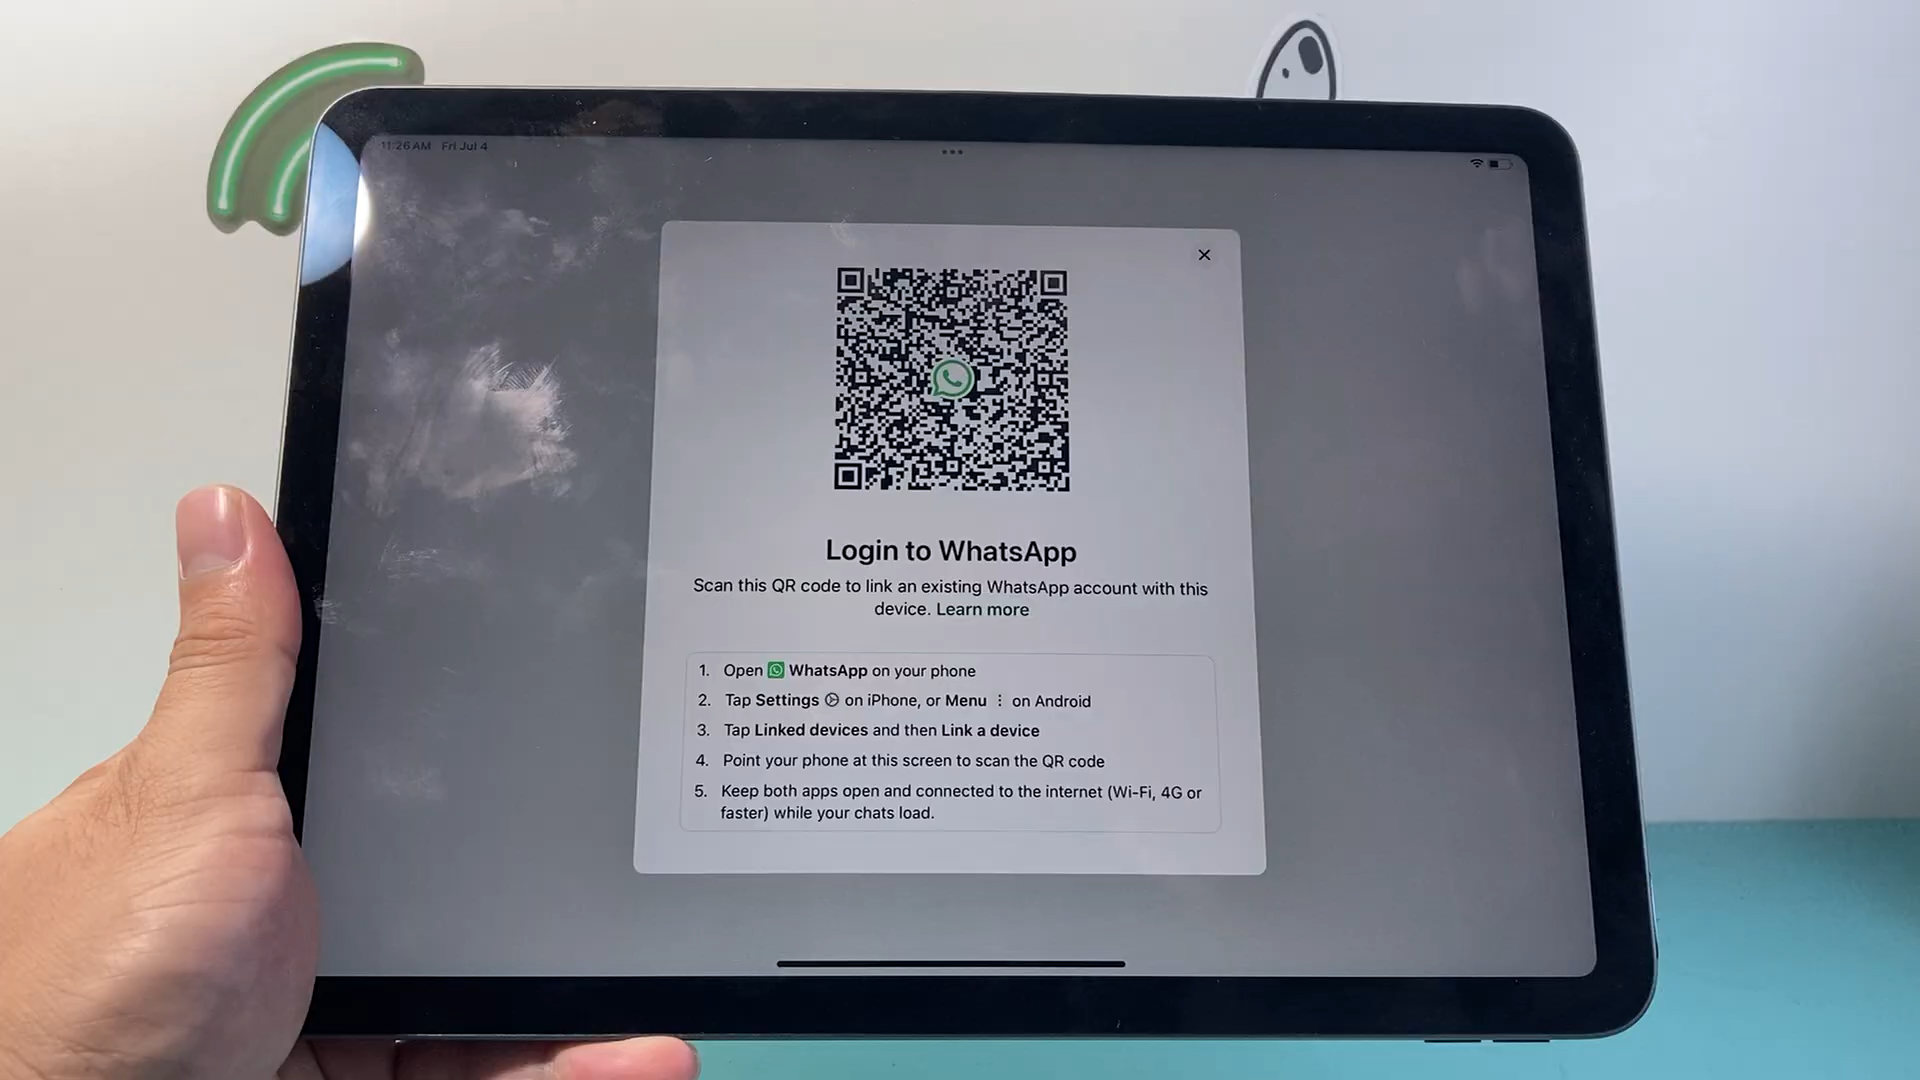 11:26 AM Fri Jul 4
Login to WhatsApp
Scan this QR code to link an existing WhatsApp account with this
device. Learn more
1. Open WhatsApp on your phone
2. Tap Settings on iPhone, or Menu ⋮ on Android
3. Tap Linked devices and then Link a device
4. Point your phone at this screen to scan the QR code
5. Keep both apps open and connected to the internet (Wi-Fi, 4G or
faster) while your chats load.